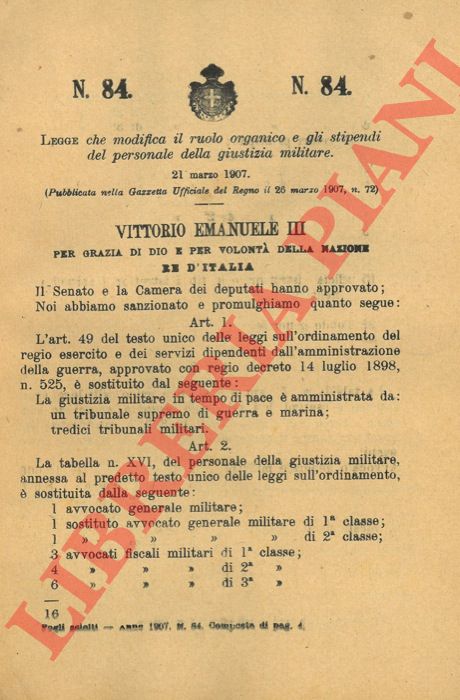 N. 84. N. 84.
LEGGE che modifica il ruolo organico e gli stipendi
del personale della giustizia militare.
21 marzo 1907.
(Pubblicata nella Gazzetta Ufficiale del Regno il 26 marzo 1907, n. 72)
VITTORIO EMANUELE III
PER GRAZIA DI DIO E PER VOLONTÀ DELLA NAZIONE
RE D'ITALIA
Il Senato e la Camera dei deputati hanno approvato;
Noi abbiamo sanzionato e promulghiamo quanto segue:
Art. 1.
L'art. 49 del testo unico delle leggi sull'ordinamento del
regio esercito e dei servizi dipendenti dall'amministrazione
della guerra, approvato con regio decreto 14 luglio 1898,
n. 525, è sostituito dal seguente:
La giustizia militare in tempo di pace è amministrata da:
un tribunale supremo di guerra e marina;
tredici tribunali militari.
Art. 2.
La tabella n. XVI, del personale della giustizia militare,
annessa al predetto testo unico delle leggi sull'ordinamento,
è sostituita dalla seguente:
1 avvocato generale militare;
1 sostituto avvocato generale militare di 1ª classe;
1 » » » » di 2ª classe;
3 avvocati fiscali militari di 1ª classe;
4 » » » di 2ª »
6 » » » di 3ª »
16
Fogli sciolti — Anno 1907. N. 84. Composta di pag. 4.
LIBRERIA PIANI